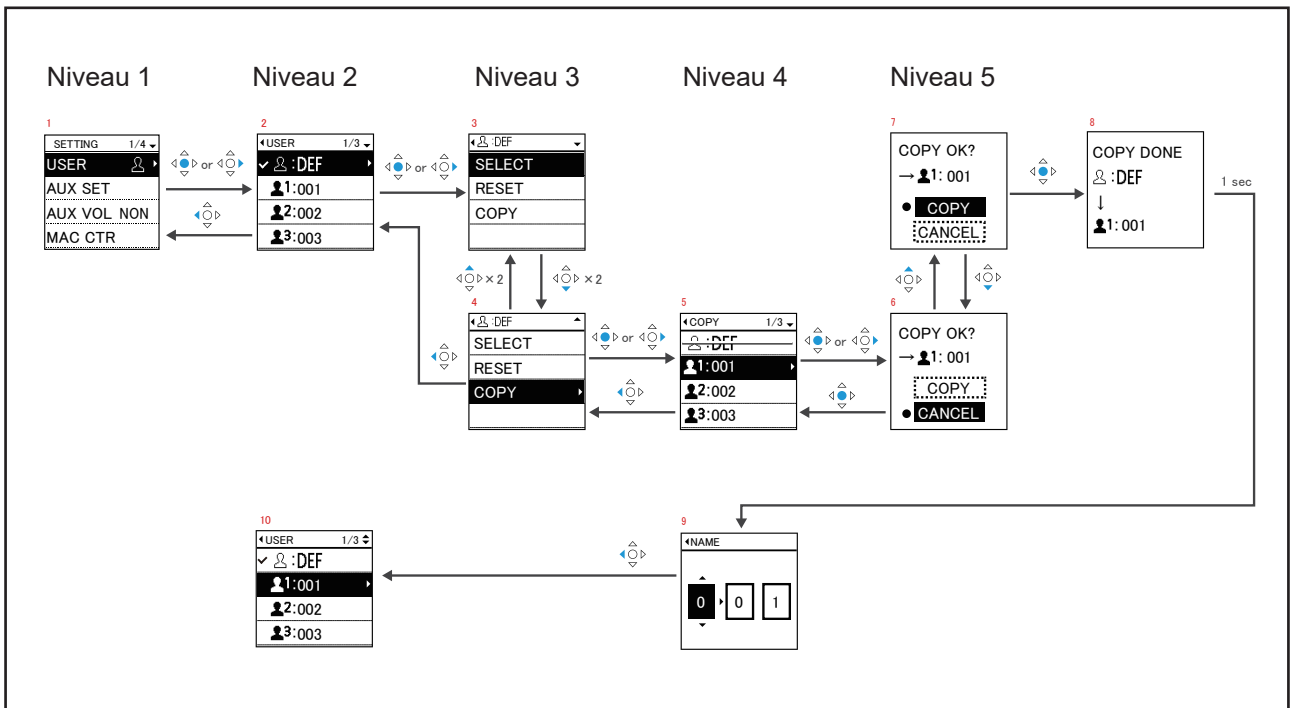 Niveau 1 Niveau 2 Niveau 3 Niveau 4 Niveau 5
1
SETTING 1/4
USER
AUX SET
AUX VOL NON
MAC CTR
or
2
USER 1/3
:DEF
1:001
2:002
3:003
or
3
:DEF
SELECT
RESET
COPY
×2
×2
4
:DEF
SELECT
RESET
COPY
or
5
COPY 1/3
:DEF
1:001
2:002
3:003
or
7
COPY OK?
→ 1: 001
COPY
CANCEL
6
COPY OK?
→ 1: 001
COPY
CANCEL
8
COPY DONE
:DEF
↓
1: 001
1 sec
9
NAME
0 0 1
10
USER 1/3
:DEF
1:001
2:002
3:003